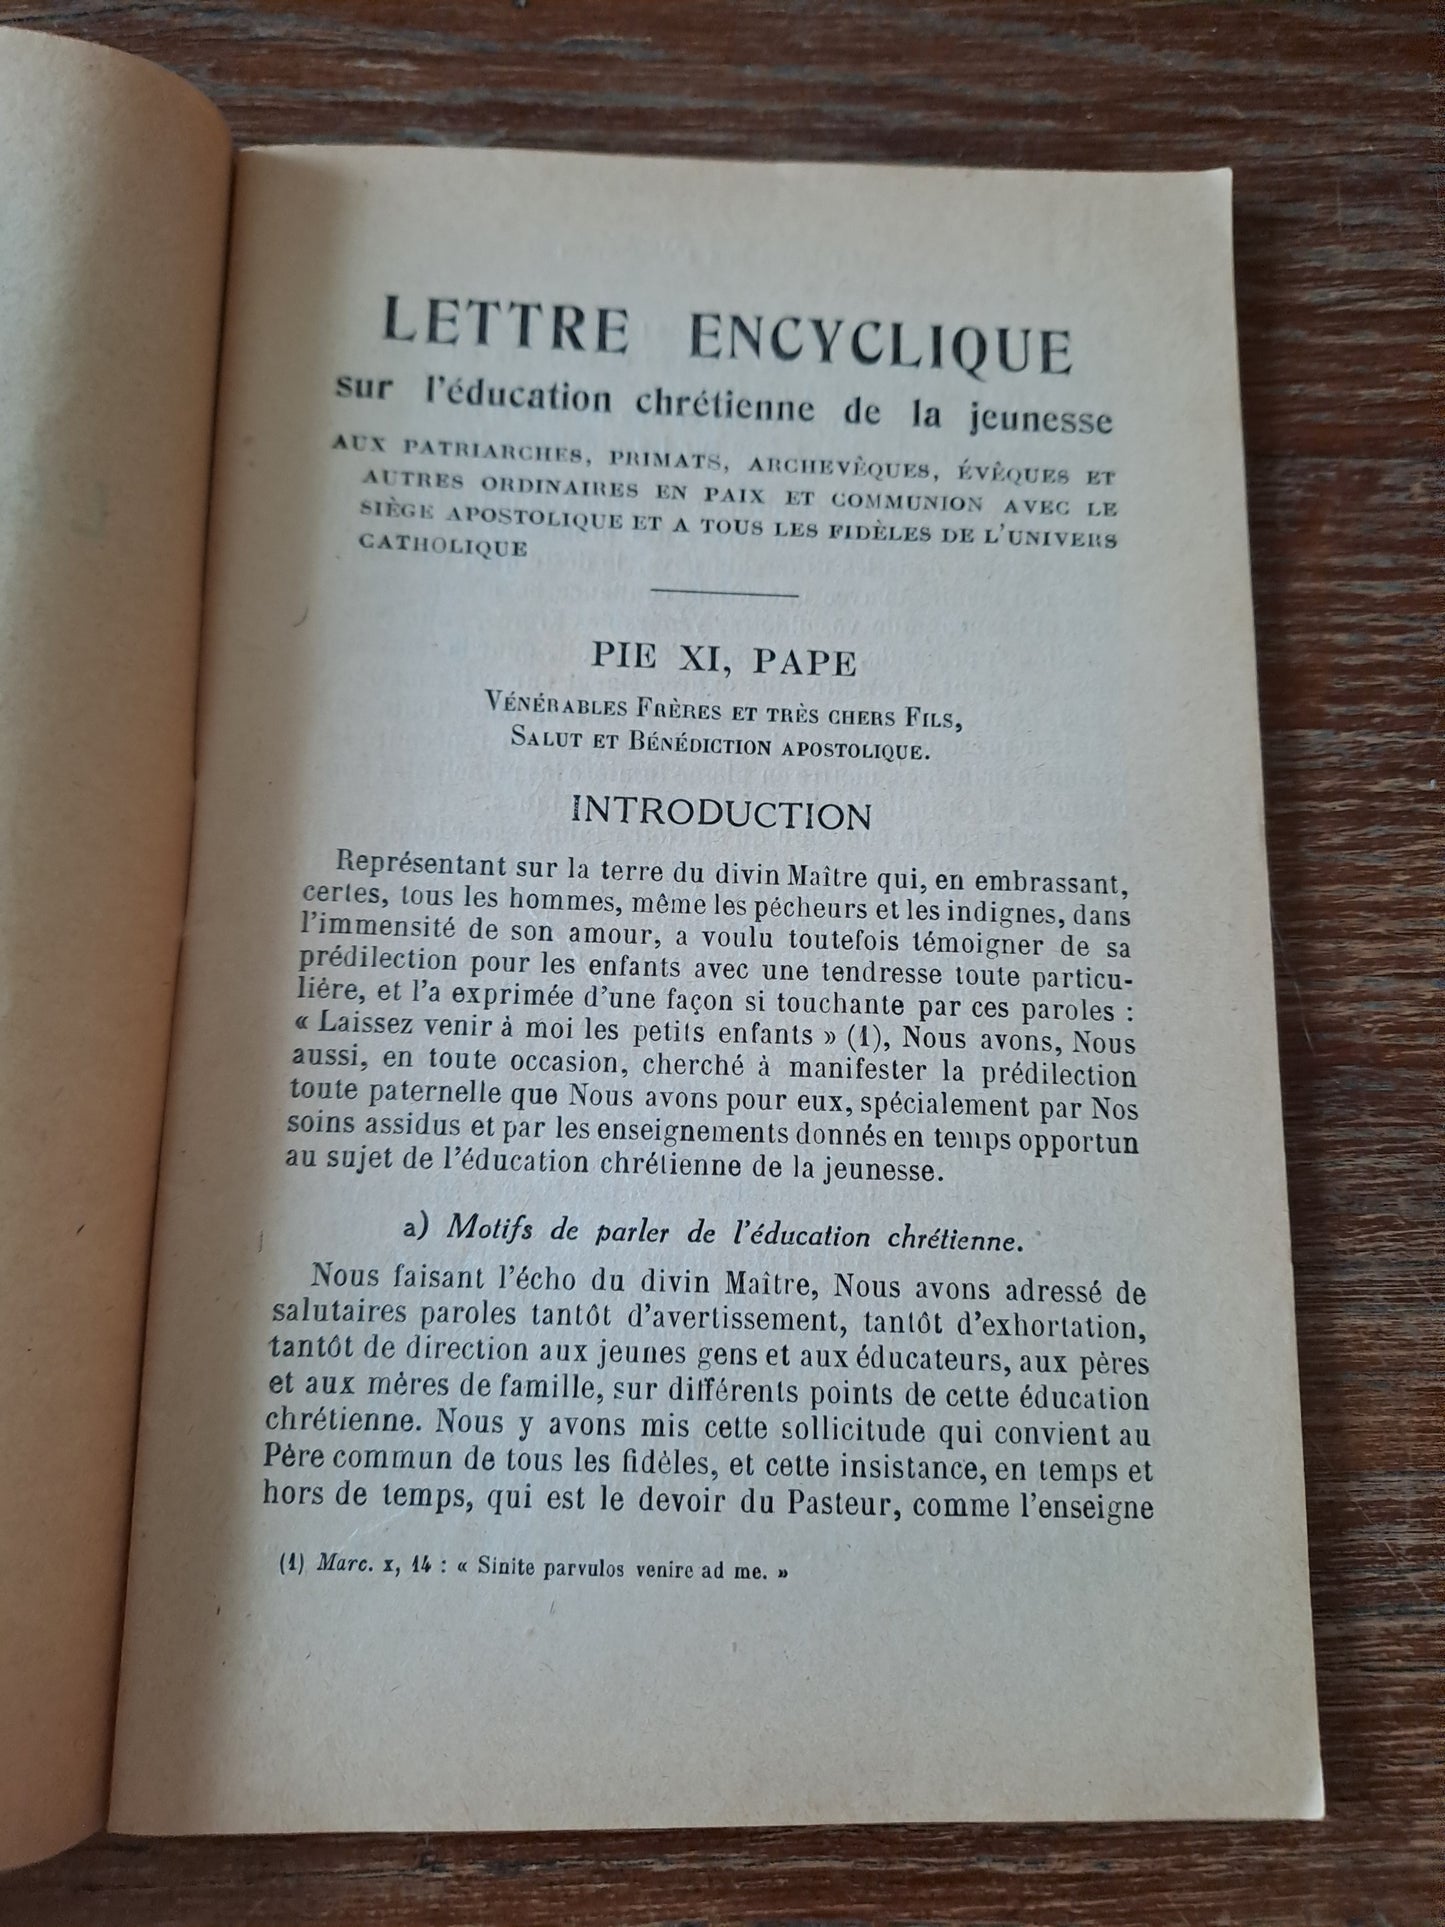 LETTRE ENCYCLIQUE
sur l'éducation chrétienne de la jeunesse
AUX PATRIARCHES, PRIMATS, ARCHEVÊQUES, ÉVÊQUES ET
AUTRES ORDINAIRES EN PAIX ET COMMUNION AVEC LE
SIÈGE APOSTOLIQUE ET A TOUS LES FIDÈLES DE L'UNIVERS
CATHOLIQUE
PIE XI, PAPE
VÉNÉRABLES FRÈRES ET TRÈS CHERS FILS,
SALUT ET BÉNÉDICTION APOSTOLIQUE.
INTRODUCTION
Représentant sur la terre du divin Maître qui, en embrassant,
certes, tous les hommes, même les pécheurs et les indignes, dans
l'immensité de son amour, a voulu toutefois témoigner de sa
prédilection pour les enfants avec une tendresse toute particu-
lière, et l'a exprimée d'une façon si touchante par ces paroles :
« Laissez venir à moi les petits enfants » (1), Nous avons, Nous
aussi, en toute occasion, cherché à manifester la prédilection
toute paternelle que Nous avons pour eux, spécialement par Nos
soins assidus et par les enseignements donnés en temps opportun
au sujet de l'éducation chrétienne de la jeunesse.
a) Motifs de parler de l'éducation chrétienne.
Nous faisant l'écho du divin Maître, Nous avons adressé de
salutaires paroles tantôt d'avertissement, tantôt d'exhortation,
tantôt de direction aux jeunes gens et aux éducateurs, aux pères
et aux mères de famille, sur différents points de cette éducation
chrétienne. Nous y avons mis cette sollicitude qui convient au
Père commun de tous les fidèles, et cette insistance, en temps et
hors de temps, qui est le devoir du Pasteur, comme l'enseigne
(1) Marc. X, 14 : « Sinite parvulos venire ad me. »